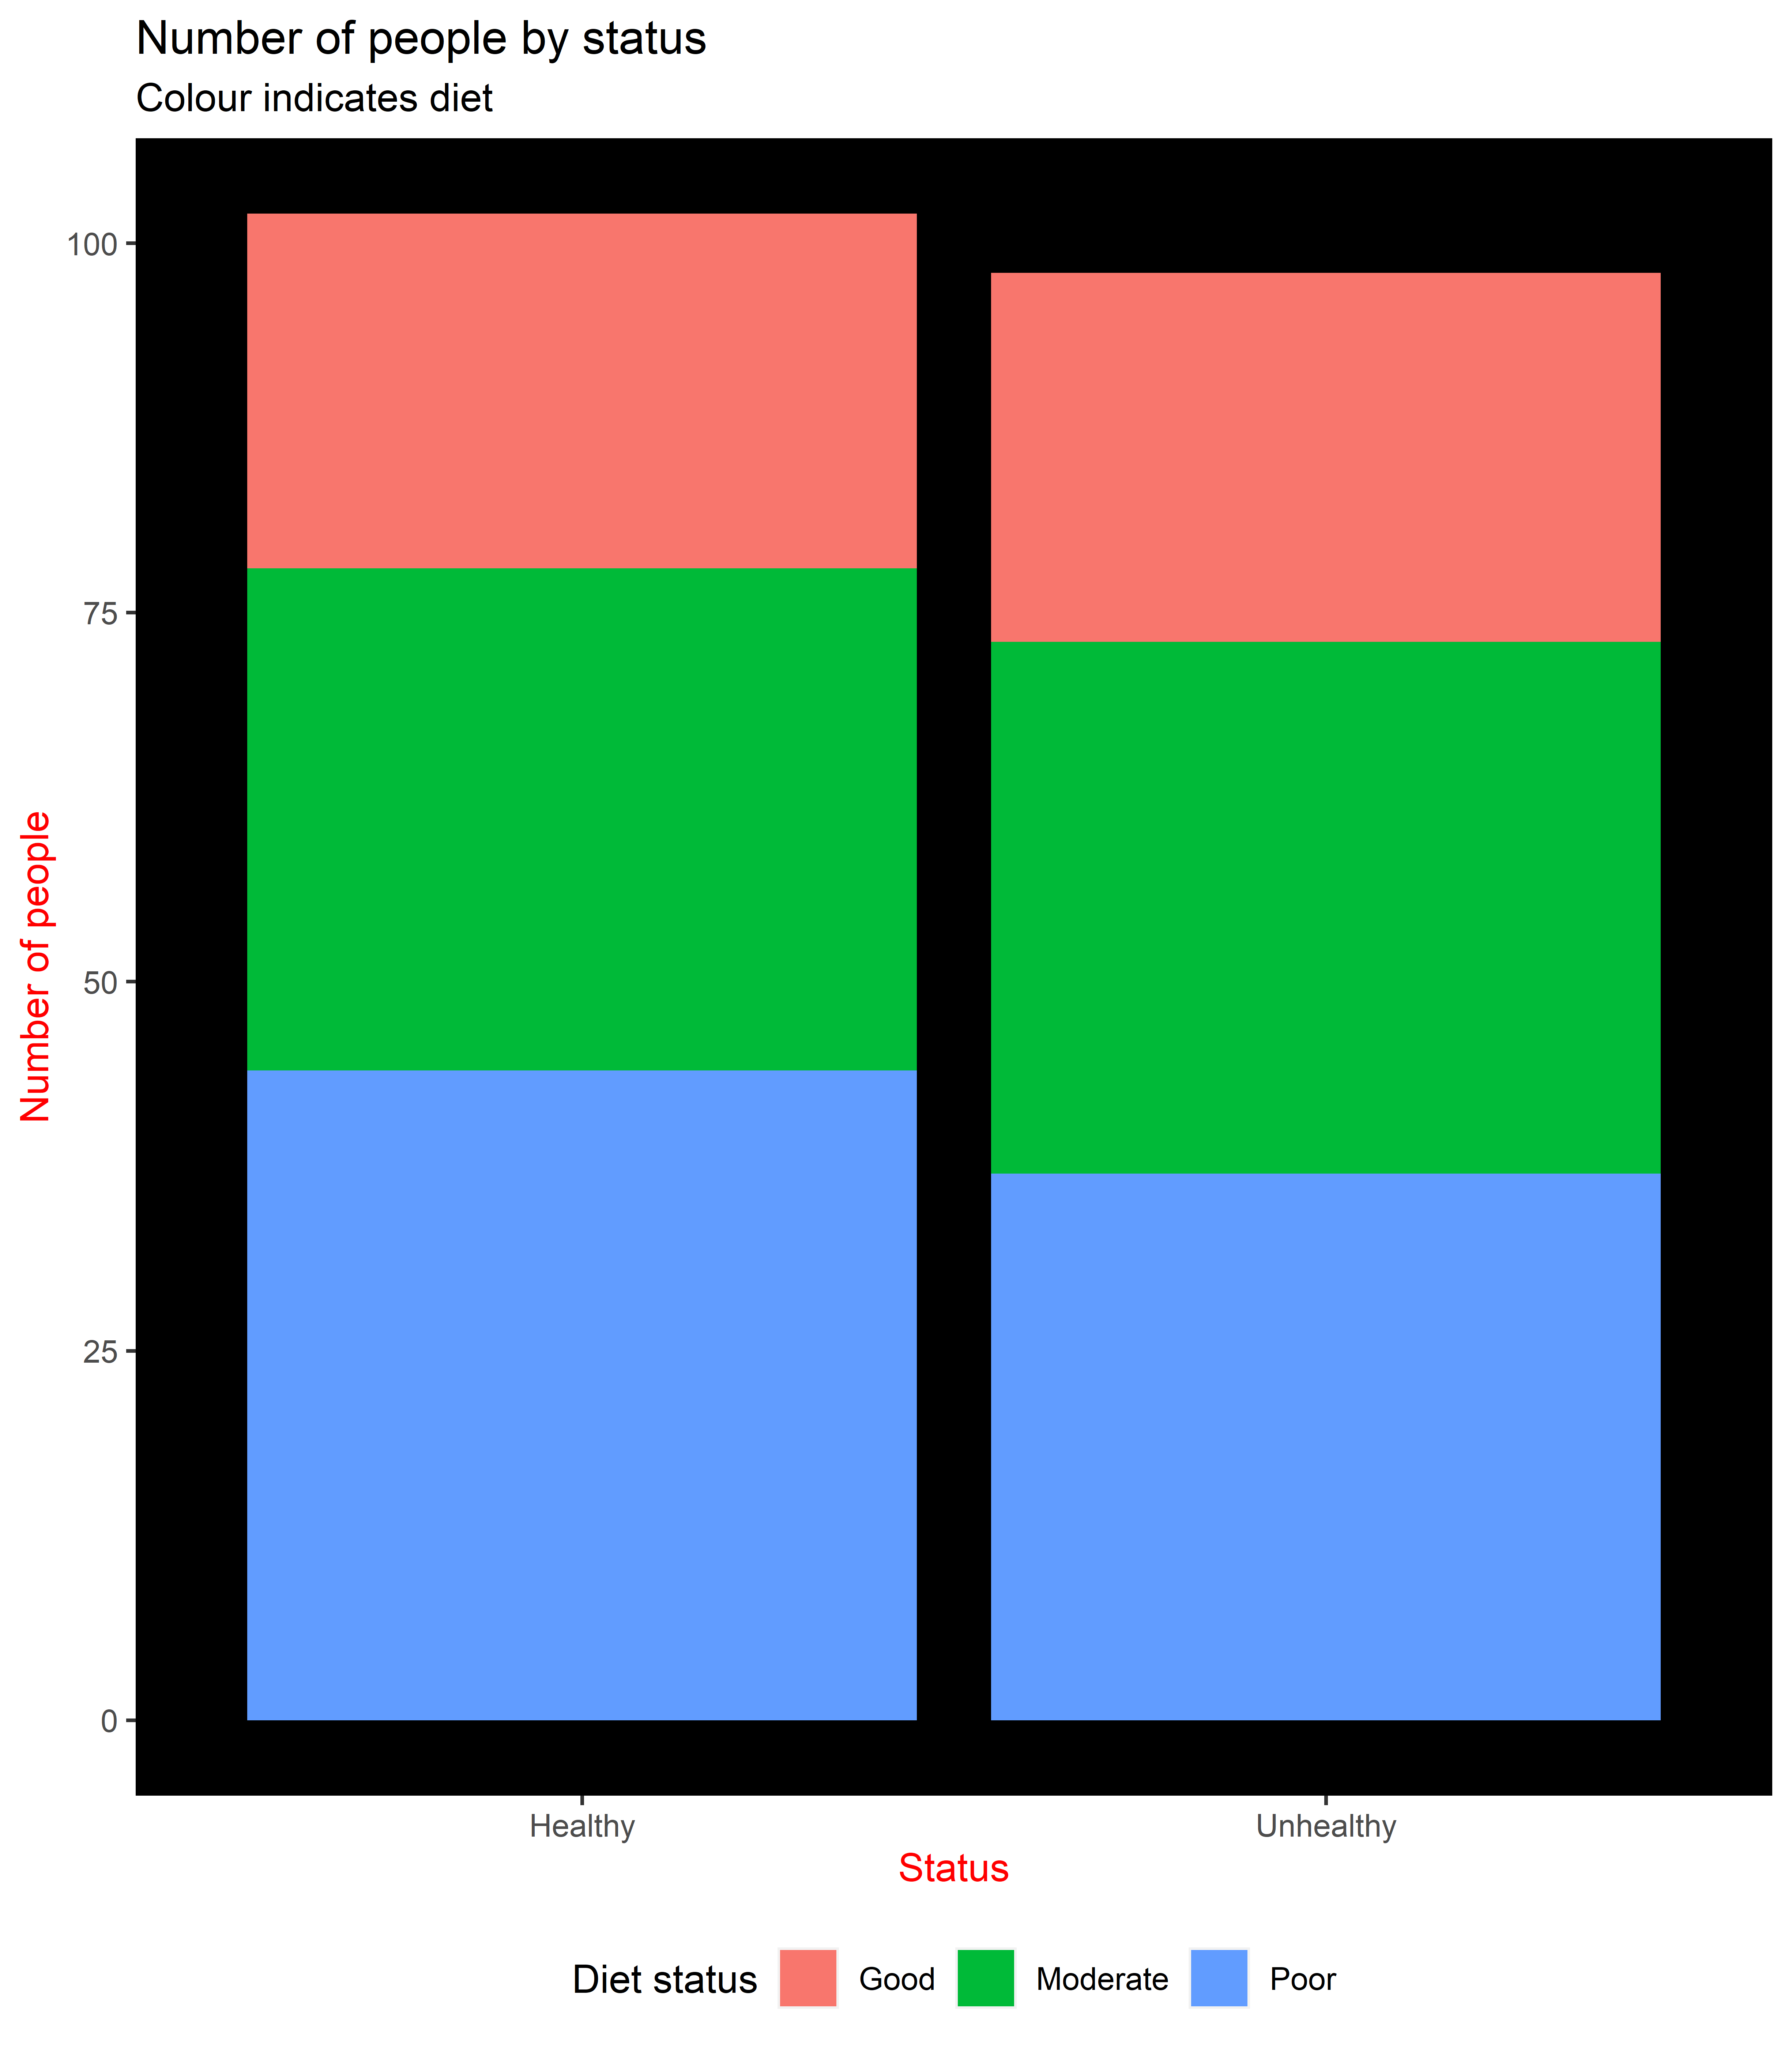 Number of people by status
Colour indicates diet
Number of people
100
75
50
25
0
Healthy Unhealthy
Status
Diet status Good Moderate Poor